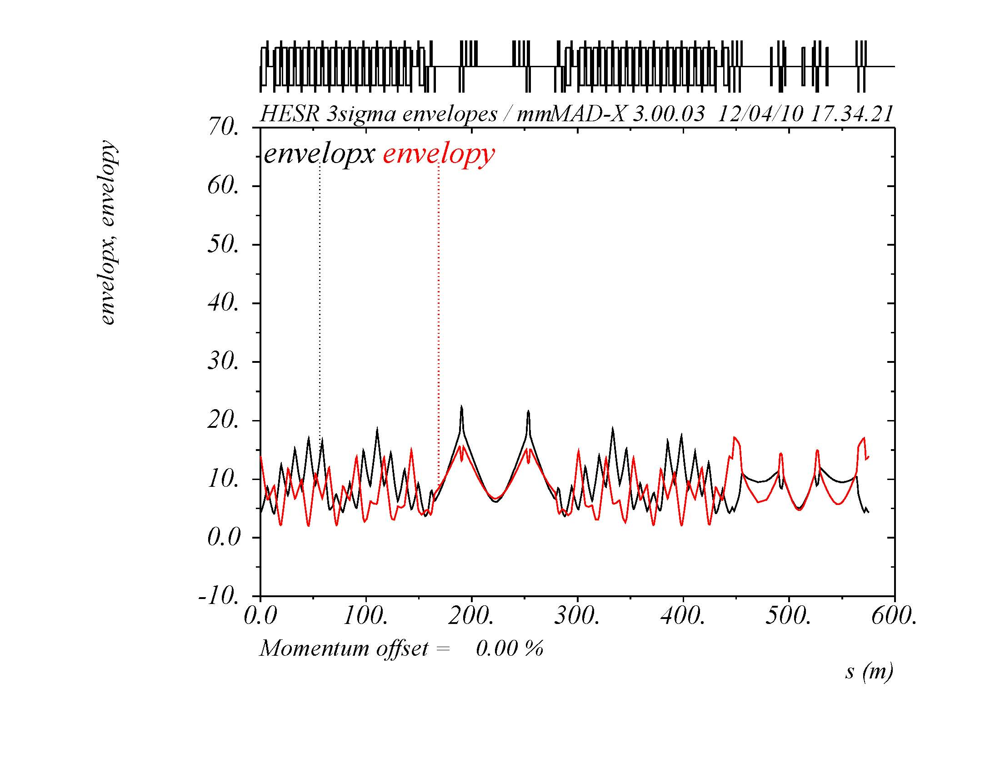 HESR 3sigma envelopes / mmMAD-X 3.00.03 12/04/10 17.34.21
envelopx, envelopy
envelopx envelopy
70.
60.
50.
40.
30.
20.
10.
0.0
-10.
0.0 100. 200. 300. 400. 500. 600.
Momentum offset = 0.00 %
s (m)